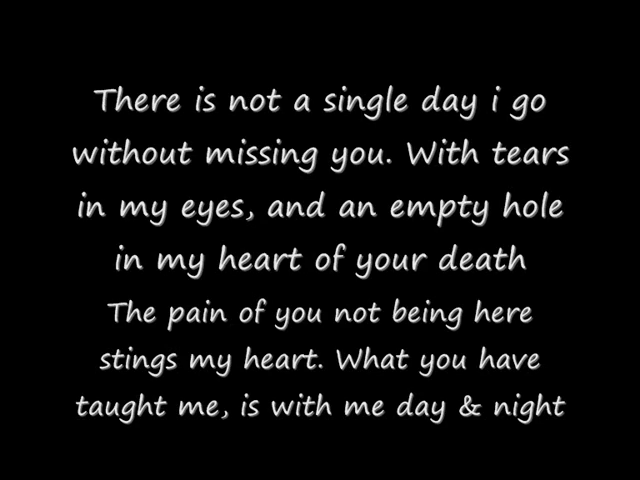 There is not a single day i go
without missing you. With tears
in my eyes, and an empty hole
in my heart of your death
The pain of you not being here
stings my heart. What you have
taught me, is with me day & night